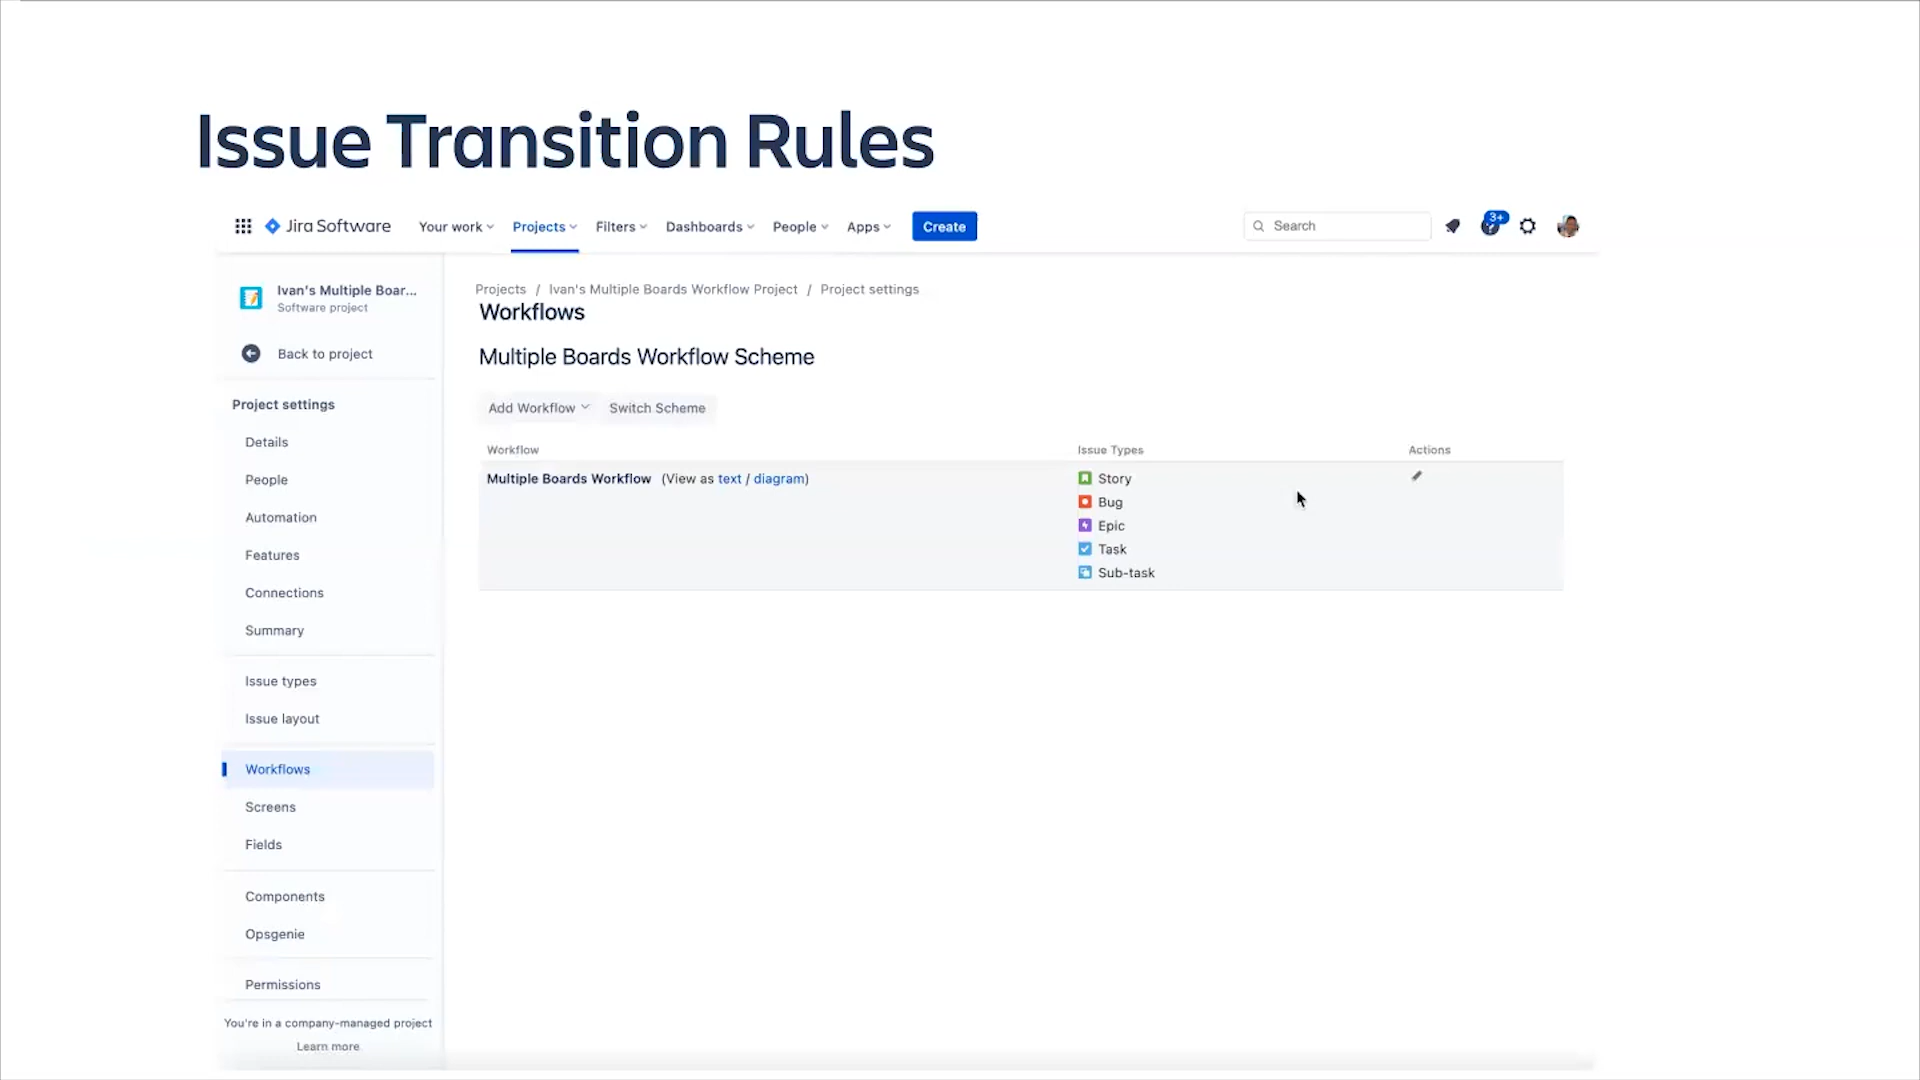 Issue Transition Rules
Jira Software Your work Projects Filters Dashboards People Apps Create Search 3+
Ivan's Multiple Boar...
Software project
Back to project
Project settings
Details
People
Automation
Features
Connections
Summary
Issue types
Issue layout
Workflows
Screens
Fields
Components
Opsgenie
Permissions
You're in a company-managed project
Learn more
Projects / Ivan's Multiple Boards Workflow Project / Project settings
Workflows
Multiple Boards Workflow Scheme
Add Workflow Switch Scheme
Workflow Issue Types Actions
Multiple Boards Workflow (View as text / diagram) Story
Bug
Epic
Task
Sub-task